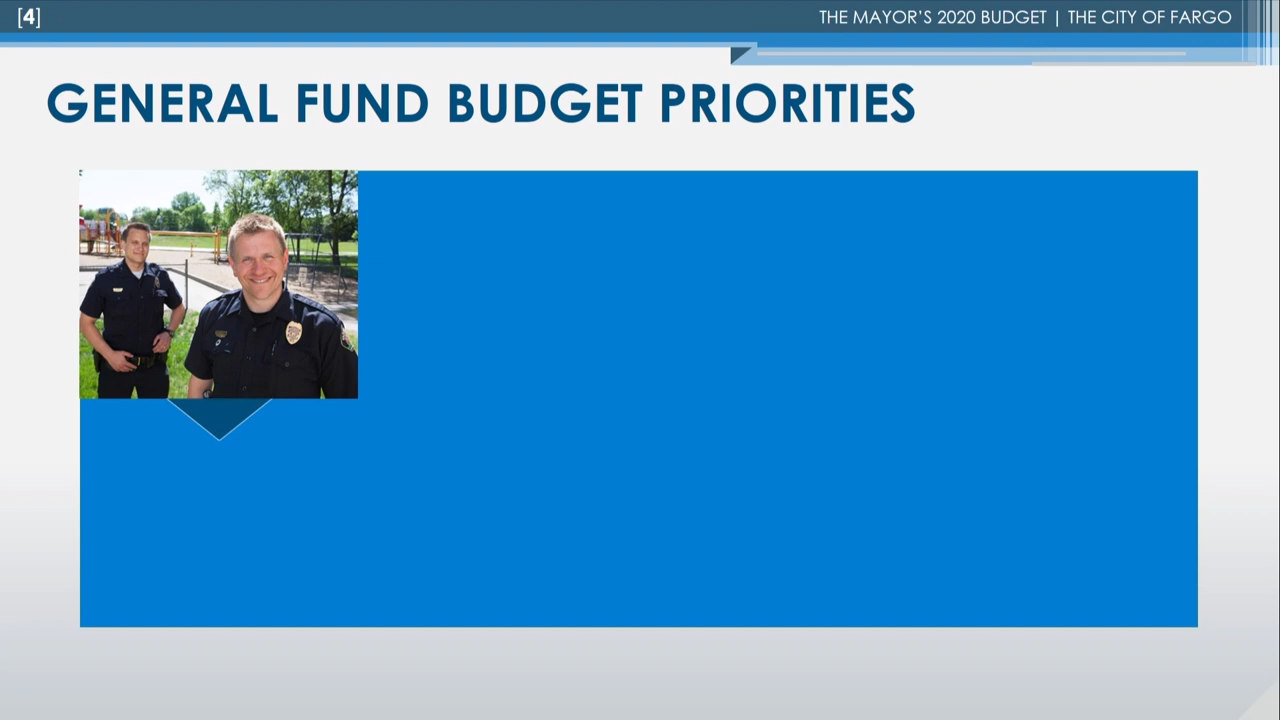 [4]
THE MAYOR'S 2020 BUDGET | THE CITY OF FARGO
GENERAL FUND BUDGET PRIORITIES